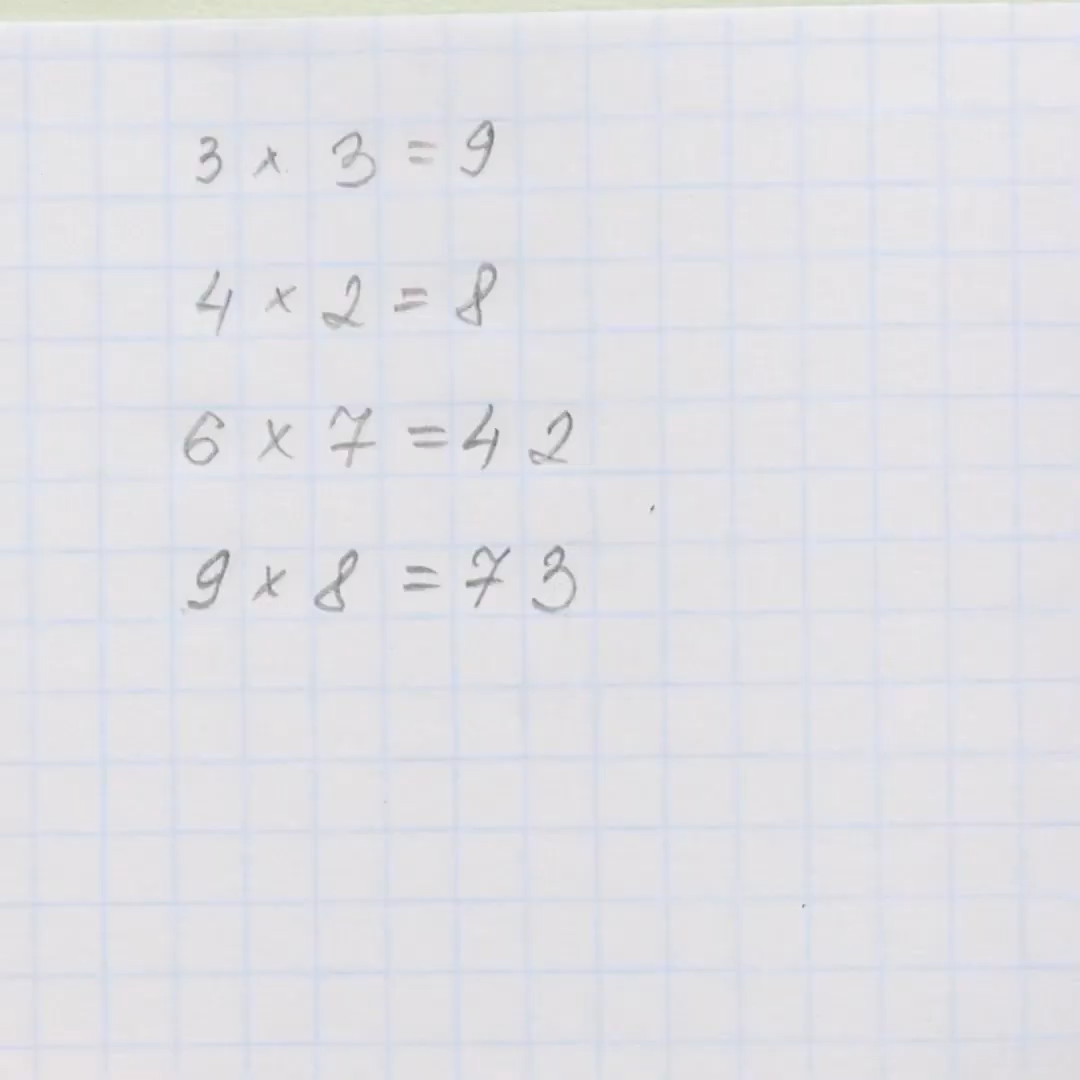 3 × 3 = 9
4 × 2 = 8
6 × 7 = 42
9 × 8 = 73